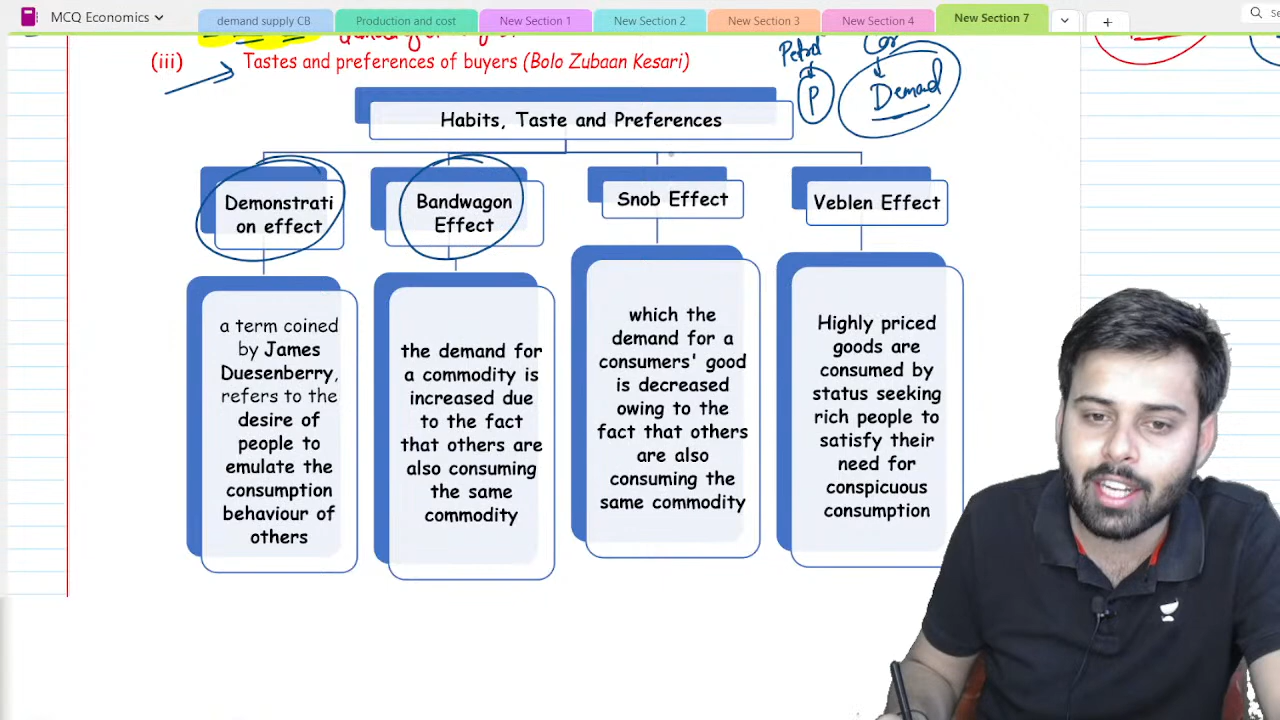 MCQ Economics
demand supply CB
Production and cost
New Section 1
New Section 2
New Section 3
New Section 4
New Section 7
(iii) Tastes and preferences of buyers (Bolo Zubaan Kesari)
Petrol
Car
P
Demand
Habits, Taste and Preferences
Demonstrati
on effect
a term coined
by James
Duesenberry,
refers to the
desire of
people to
emulate the
consumption
behaviour of
others
Bandwagon
Effect
the demand for
a commodity is
increased due
to the fact
that others are
also consuming
the same
commodity
Snob Effect
which the
demand for a
consumers' good
is decreased
owing to the
fact that others
are also
consuming the
same commodity
Veblen Effect
Highly priced
goods are
consumed by
status seeking
rich people to
satisfy their
need for
conspicuous
consumption